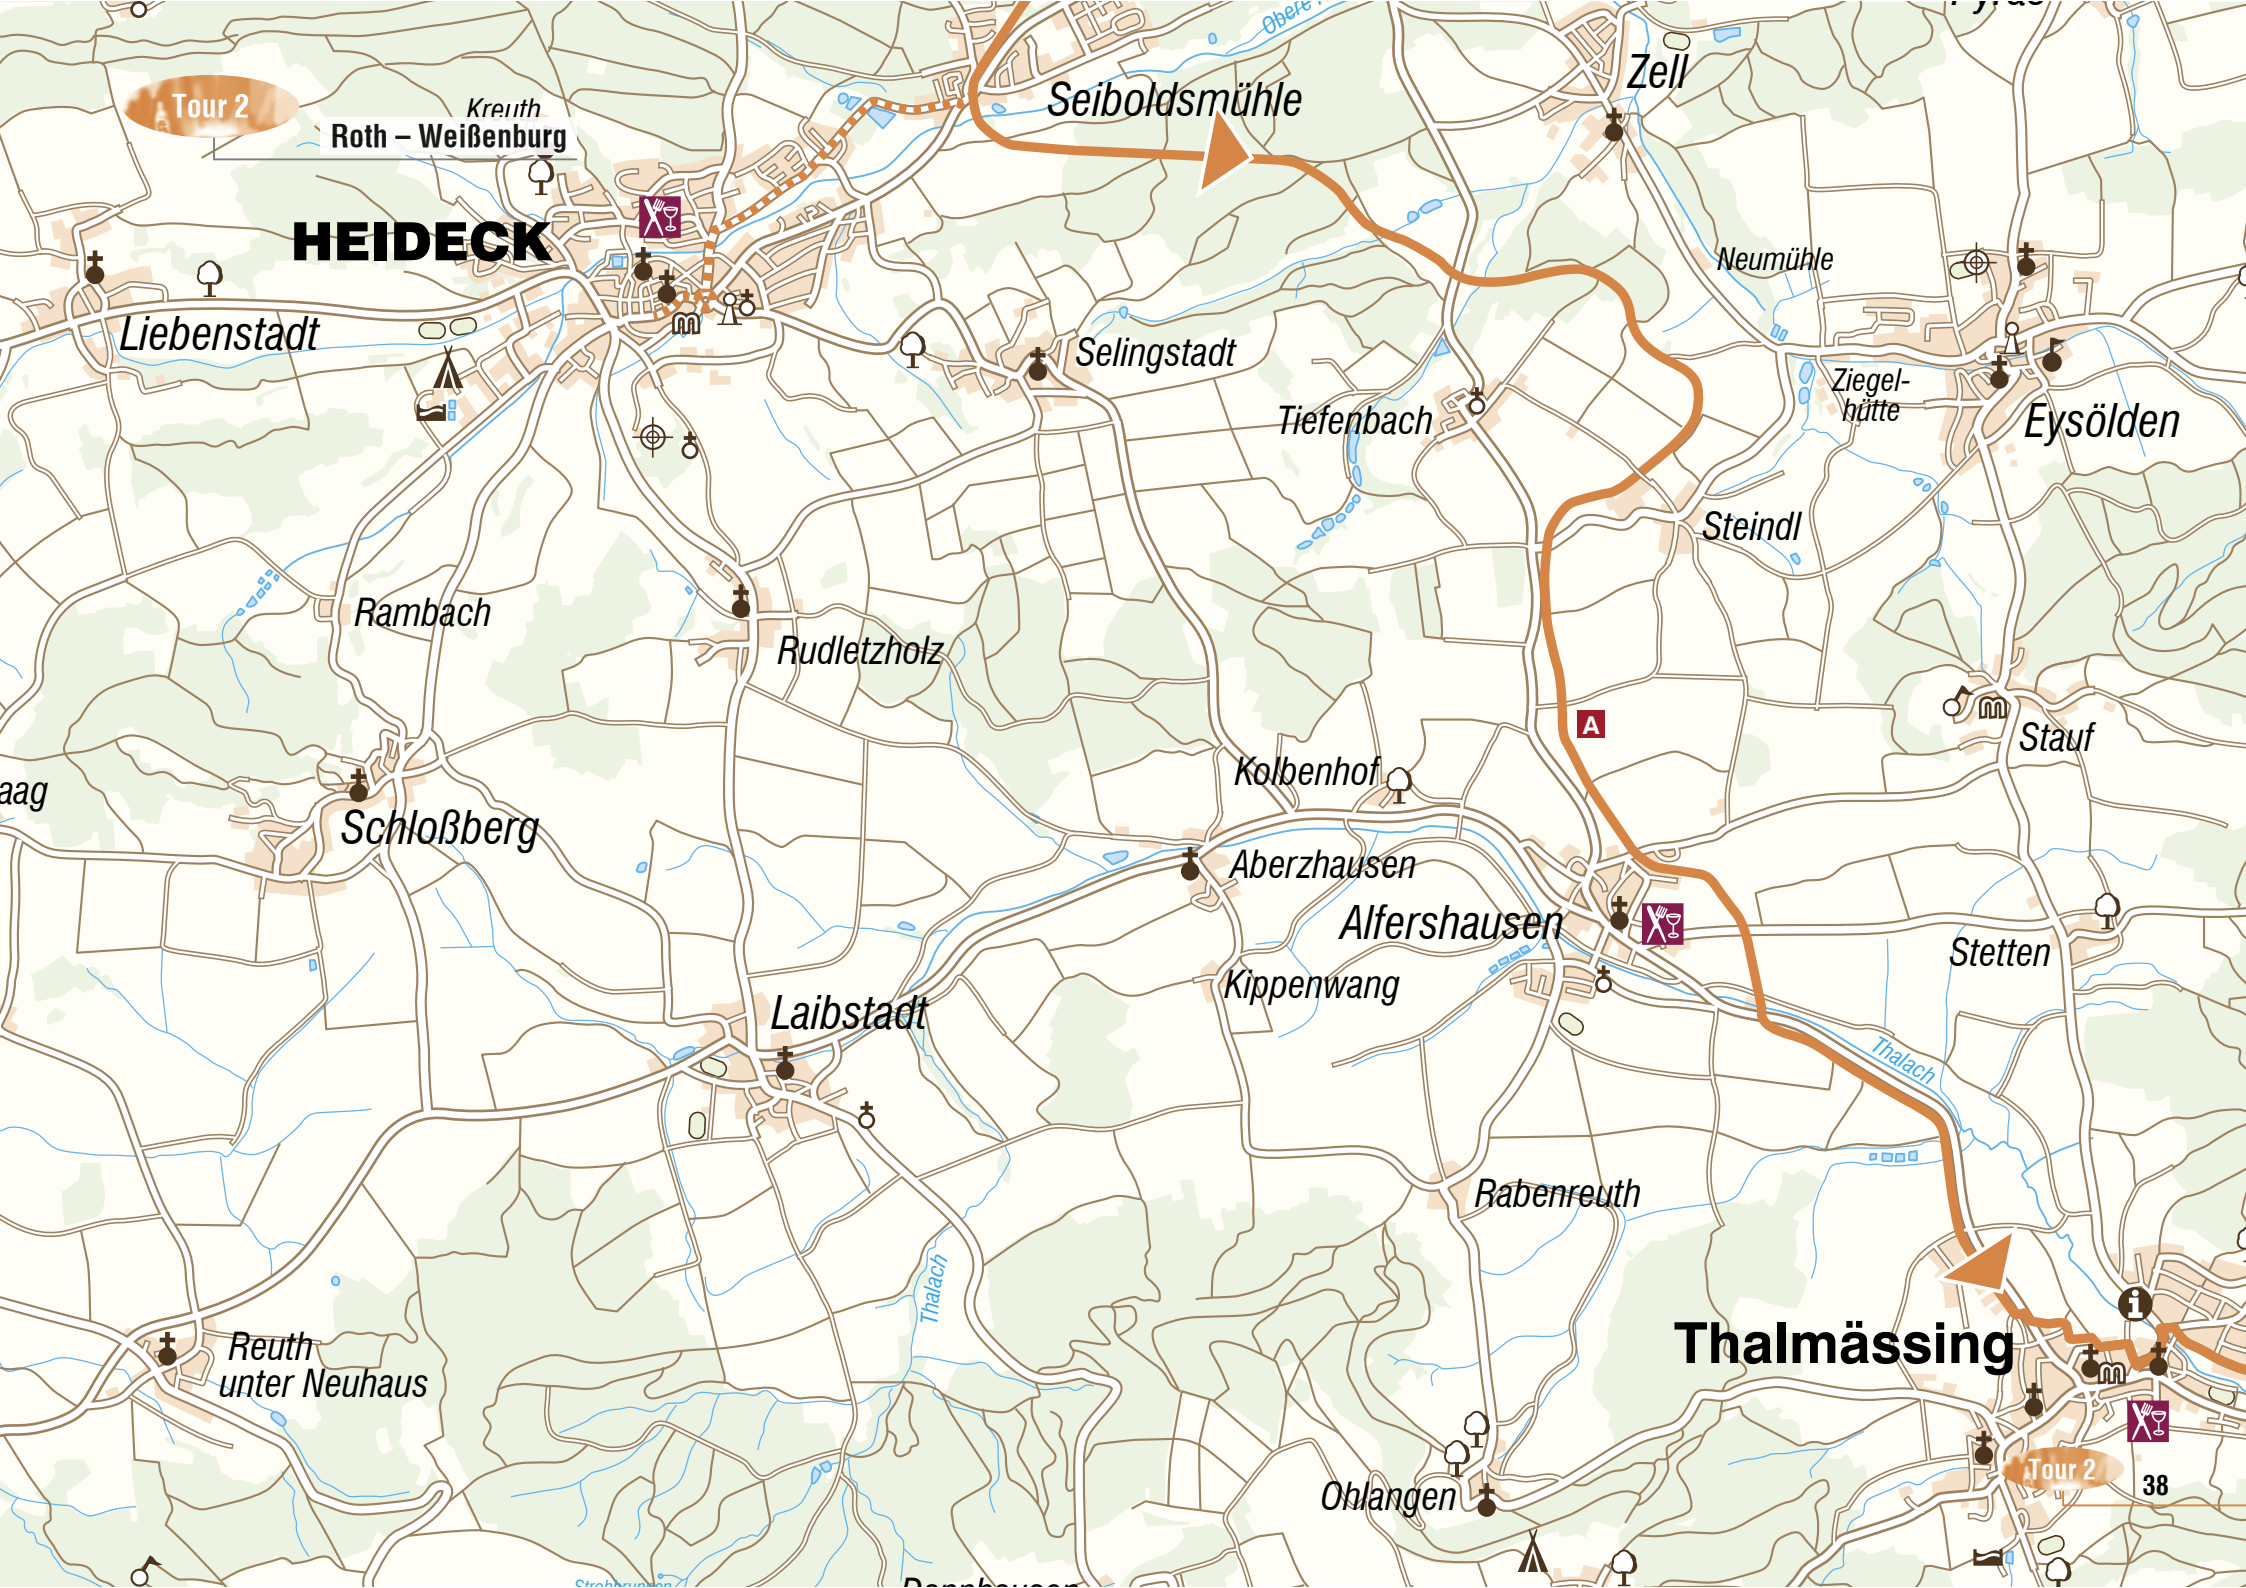 Obere
Zell
Tour 2
Kreuth
Roth – Weißenburg
Seiboldsmühle
HEIDECK
Neumühle
Liebenstadt
Selingstadt
Ziegel-
hütte
Tiefenbach
Eysölden
Steindl
Rambach
Rudletzholz
A
Stauf
Kolbenhof
aag
Schloßberg
Aberzhausen
Alfershausen
Stetten
Kippenwang
Laibstadt
Thalach
Rabenreuth
Thalach
i
Reuth
unter Neuhaus
Thalmässing
Tour 2
38
Ohlangen